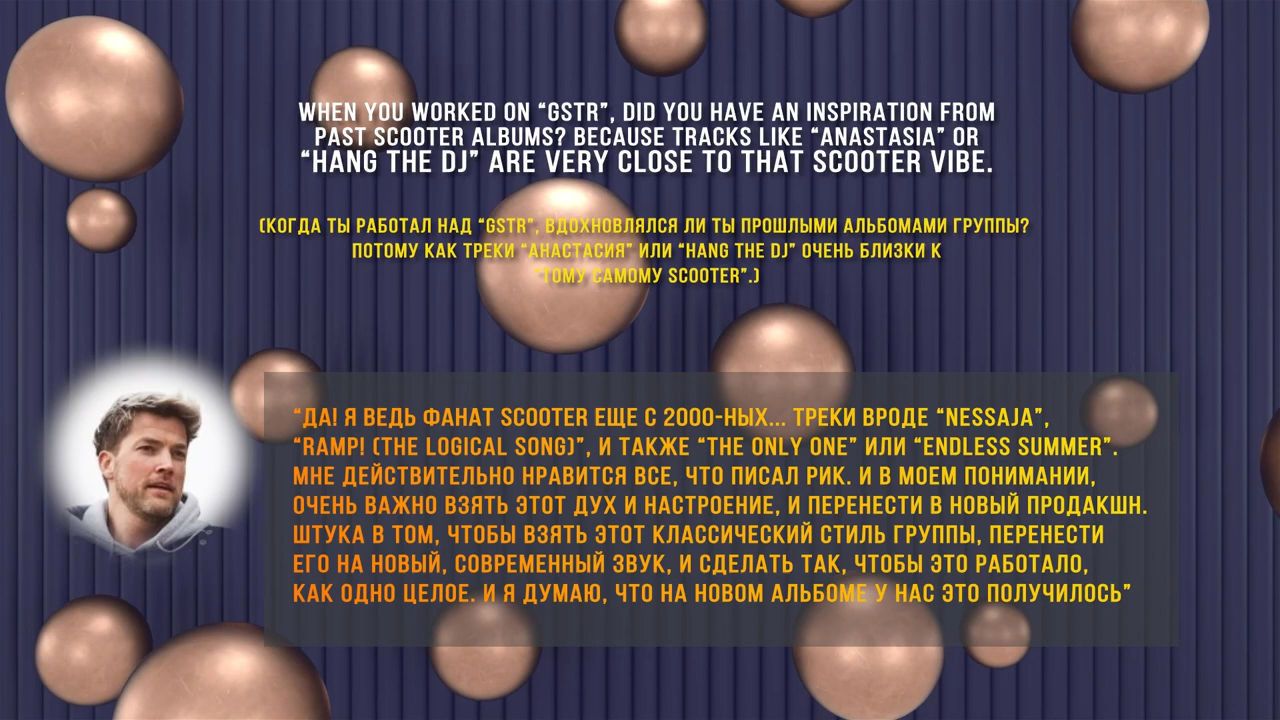 WHEN YOU WORKED ON “GSTR”, DID YOU HAVE AN INSPIRATION FROM
PAST SCOOTER ALBUMS? BECAUSE TRACKS LIKE “ANASTASIA” OR
“HANG THE DJ” ARE VERY CLOSE TO THAT SCOOTER VIBE.
(КОГДА ТЫ РАБОТАЛ НАД “GSTR”, ВДОХНОВЛЯЛСЯ ЛИ ТЫ ПРОШЛЫМИ АЛЬБОМАМИ ГРУППЫ?
ПОТОМУ КАК ТРЕКИ “АНАСТАСИЯ” ИЛИ “HANG THE DJ” ОЧЕНЬ БЛИЗКИ К
“ТОМУ САМОМУ SCOOTER”.)
“ДА! Я ВЕДЬ ФАНАТ SCOOTER ЕЩЕ С 2000-НЫХ... ТРЕКИ ВРОДЕ “NESSAJA”,
“RAMP! (THE LOGICAL SONG)”, И ТАКЖЕ “THE ONLY ONE” ИЛИ “ENDLESS SUMMER”.
МНЕ ДЕЙСТВИТЕЛЬНО НРАВИТСЯ ВСЕ, ЧТО ПИСАЛ РИК. И В МОЕМ ПОНИМАНИИ,
ОЧЕНЬ ВАЖНО ВЗЯТЬ ЭТОТ ДУХ И НАСТРОЕНИЕ, И ПЕРЕНЕСТИ В НОВЫЙ ПРОДАКШН.
ШТУКА В ТОМ, ЧТОБЫ ВЗЯТЬ ЭТОТ КЛАССИЧЕСКИЙ СТИЛЬ ГРУППЫ, ПЕРЕНЕСТИ
ЕГО НА НОВЫЙ, СОВРЕМЕННЫЙ ЗВУК, И СДЕЛАТЬ ТАК, ЧТОБЫ ЭТО РАБОТАЛО,
КАК ОДНО ЦЕЛОЕ. И Я ДУМАЮ, ЧТО НА НОВОМ АЛЬБОМЕ У НАС ЭТО ПОЛУЧИЛОСЬ”